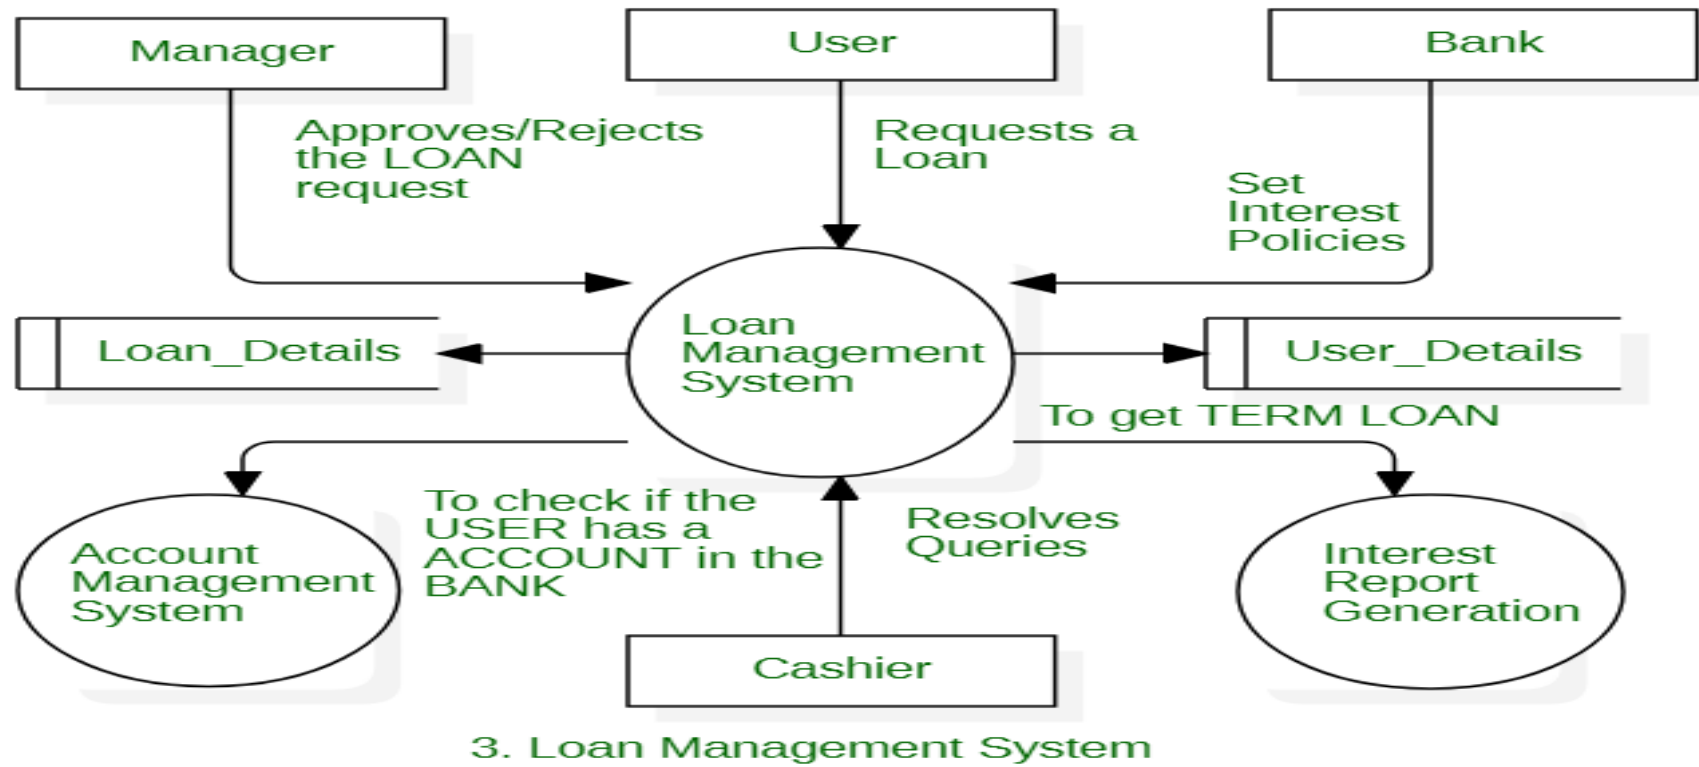 Manager
User
Bank
Approves/Rejects
the LOAN
request
Requests a
Loan
Set
Interest
Policies
Loan
Management
System
Loan_Details
User_Details
To get TERM LOAN
To check if the
USER has a
ACCOUNT in the
BANK
Resolves
Queries
Account
Management
System
Interest
Report
Generation
Cashier
3. Loan Management System